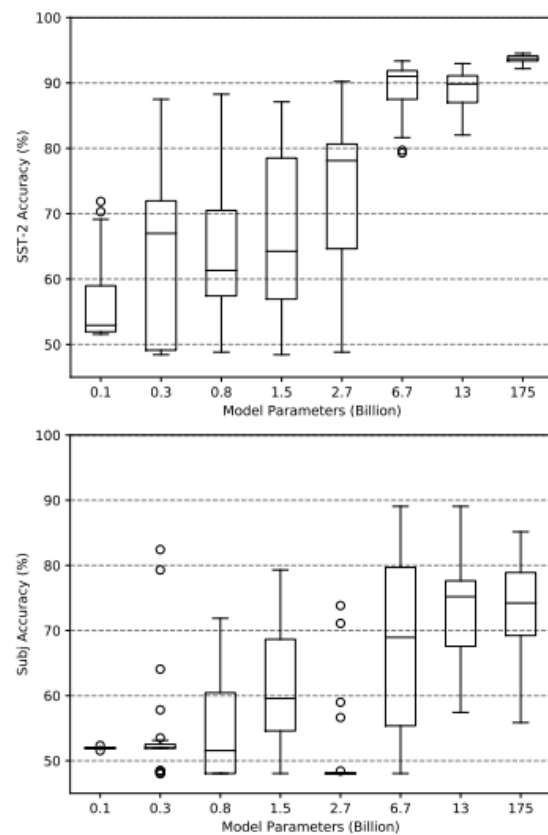 100
90
80
70
60
50
SST-2 Accuracy (%)
0.1 0.3 0.8 1.5 2.7 6.7 13 175
Model Parameters (Billion)
100
90
80
70
60
50
Subj Accuracy (%)
0.1 0.3 0.8 1.5 2.7 6.7 13 175
Model Parameters (Billion)